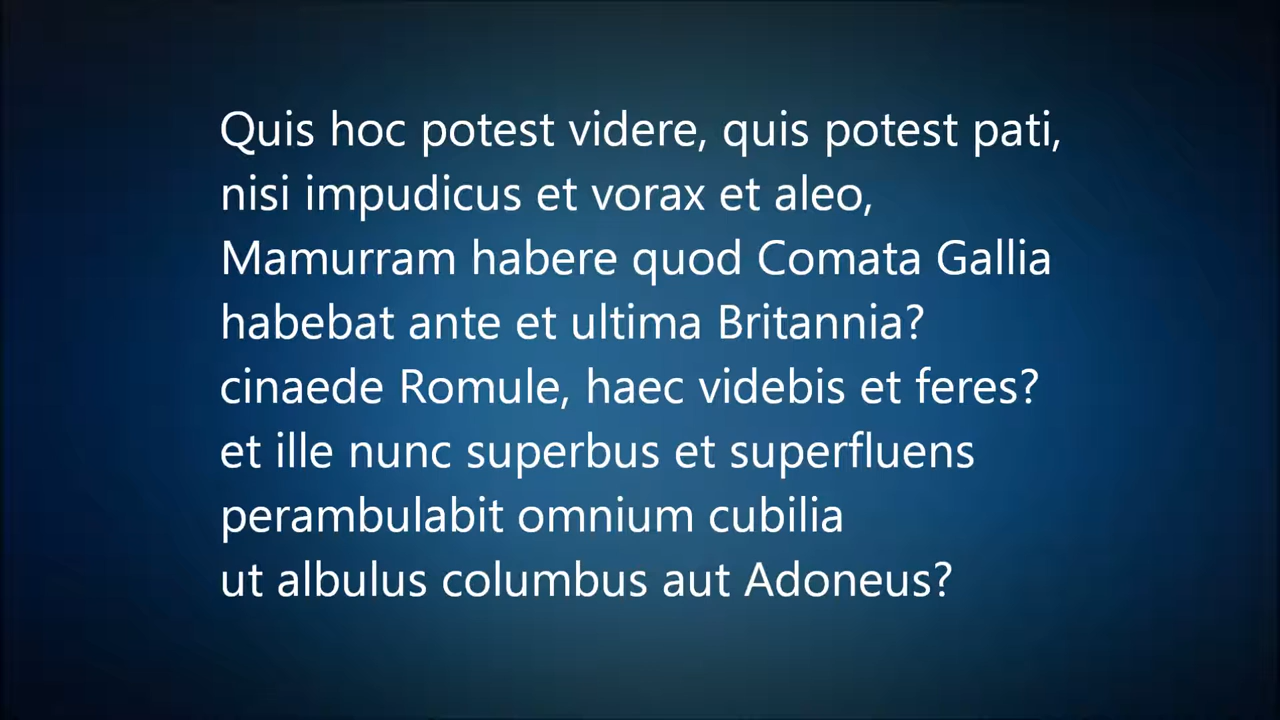 Quis hoc potest videre, quis potest pati,
nisi impudicus et vorax et aleo,
Mamurram habere quod Comata Gallia
habebat ante et ultima Britannia?
cinaede Romule, haec videbis et feres?
et ille nunc superbus et superfluens
perambulabit omnium cubilia
ut albulus columbus aut Adoneus?